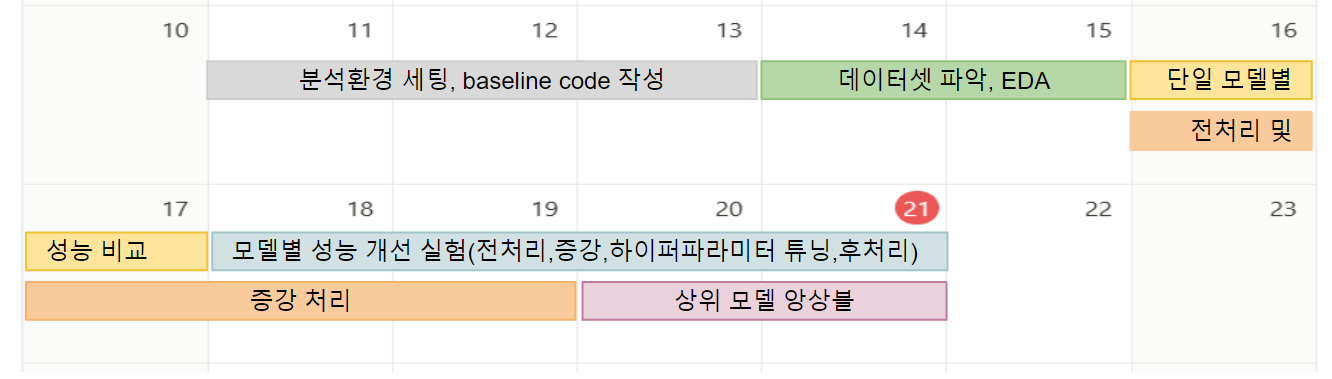 10 11 12 13 14 15 16
분석환경 세팅, baseline code 작성 데이터셋 파악, EDA 단일 모델별
전처리 및
17 18 19 20 21 22 23
성능 비교 모델별 성능 개선 실험(전처리,증강,하이퍼파라미터 튜닝,후처리)
증강 처리 상위 모델 앙상블